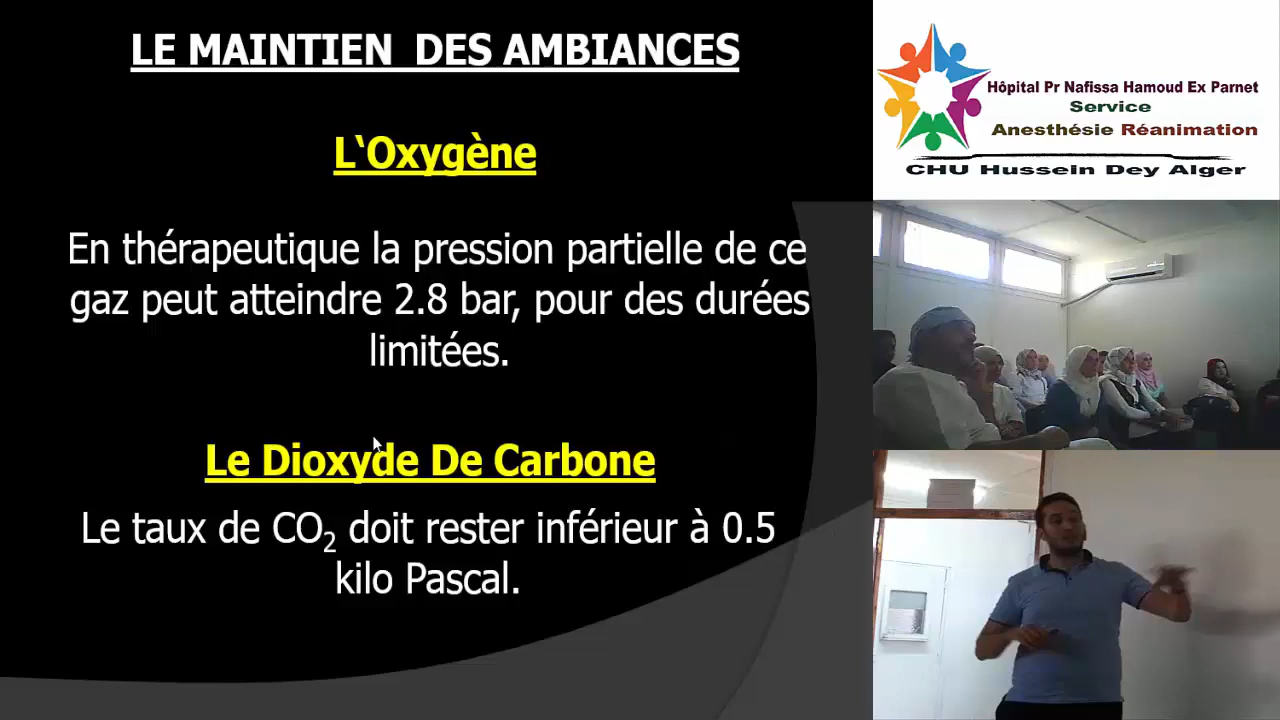 LE MAINTIEN DES AMBIANCES
L‘Oxygène
En thérapeutique la pression partielle de ce
gaz peut atteindre 2.8 bar, pour des durées
limitées.
Le Dioxyde De Carbone
Le taux de CO₂ doit rester inférieur à 0.5
kilo Pascal.
Hôpital Pr Nafissa Hamoud Ex Parnet
Service
Anesthésie Réanimation
CHU Hussein Dey Alger